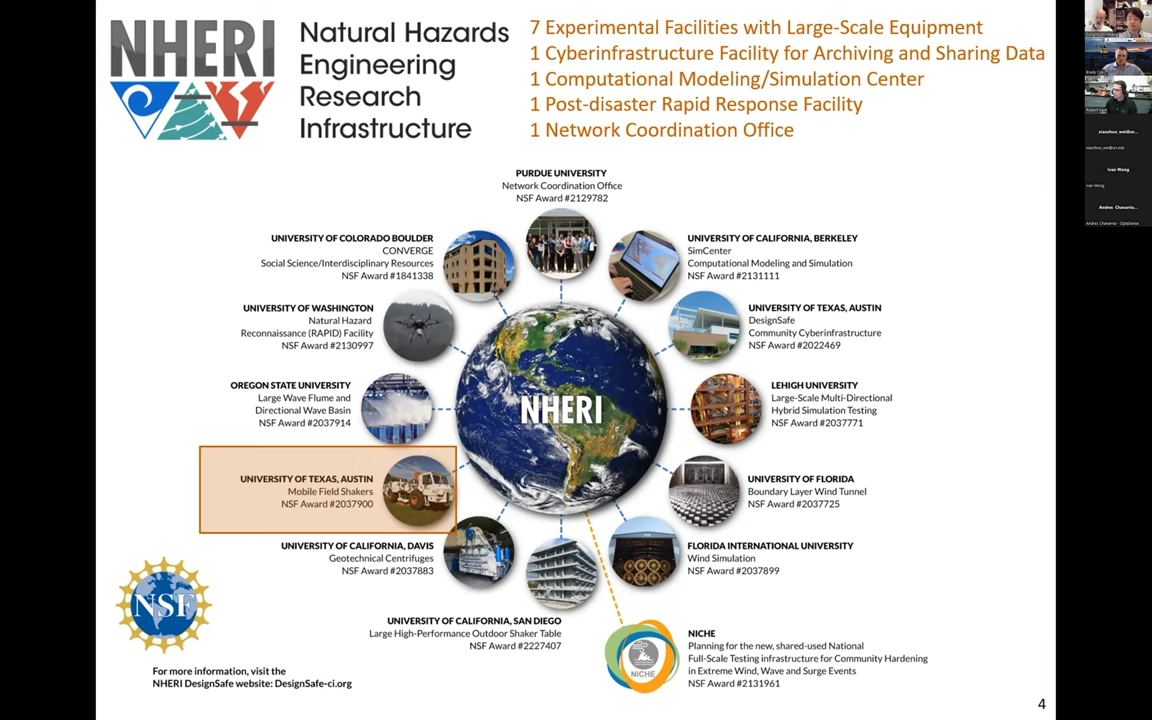 NHERI
Natural Hazards
Engineering
Research
Infrastructure
7 Experimental Facilities with Large-Scale Equipment
1 Cyberinfrastructure Facility for Archiving and Sharing Data
1 Computational Modeling/Simulation Center
1 Post-disaster Rapid Response Facility
1 Network Coordination Office
PURDUE UNIVERSITY
Network Coordination Office
NSF Award #2129782
UNIVERSITY OF COLORADO BOULDER
CONVERGE
Social Science/Interdisciplinary Resources
NSF Award #1841338
UNIVERSITY OF CALIFORNIA, BERKELEY
SimCenter
Computational Modeling and Simulation
NSF Award #2131111
UNIVERSITY OF WASHINGTON
Natural Hazard
Reconnaissance (RAPID) Facility
NSF Award #2130997
UNIVERSITY OF TEXAS, AUSTIN
DesignSafe
Community Cyberinfrastructure
NSF Award #2022469
OREGON STATE UNIVERSITY
Large Wave Flume and
Directional Wave Basin
NSF Award #2037914
NHERI
LEHIGH UNIVERSITY
Large-Scale Multi-Directional
Hybrid Simulation Testing
NSF Award #2037771
UNIVERSITY OF TEXAS, AUSTIN
Mobile Field Shakers
NSF Award #2037900
UNIVERSITY OF FLORIDA
Boundary Layer Wind Tunnel
NSF Award #2037725
UNIVERSITY OF CALIFORNIA, DAVIS
Geotechnical Centrifuges
NSF Award #2037883
FLORIDA INTERNATIONAL UNIVERSITY
Wind Simulation
NSF Award #2037899
UNIVERSITY OF CALIFORNIA, SAN DIEGO
Large High-Performance Outdoor Shaker Table
NSF Award #2227407
NSF
NICHE
NICHE
Planning for the new, shared-used National
Full-Scale Testing infrastructure for Community Hardening
in Extreme Wind, Wave and Surge Events
NSF Award #2131961
For more information, visit the
NHERI DesignSafe website: DesignSafe-ci.org
4
Ivan Wong
Ivan Wong
Andres Chavarria...
Andres Chavarria - Optasense